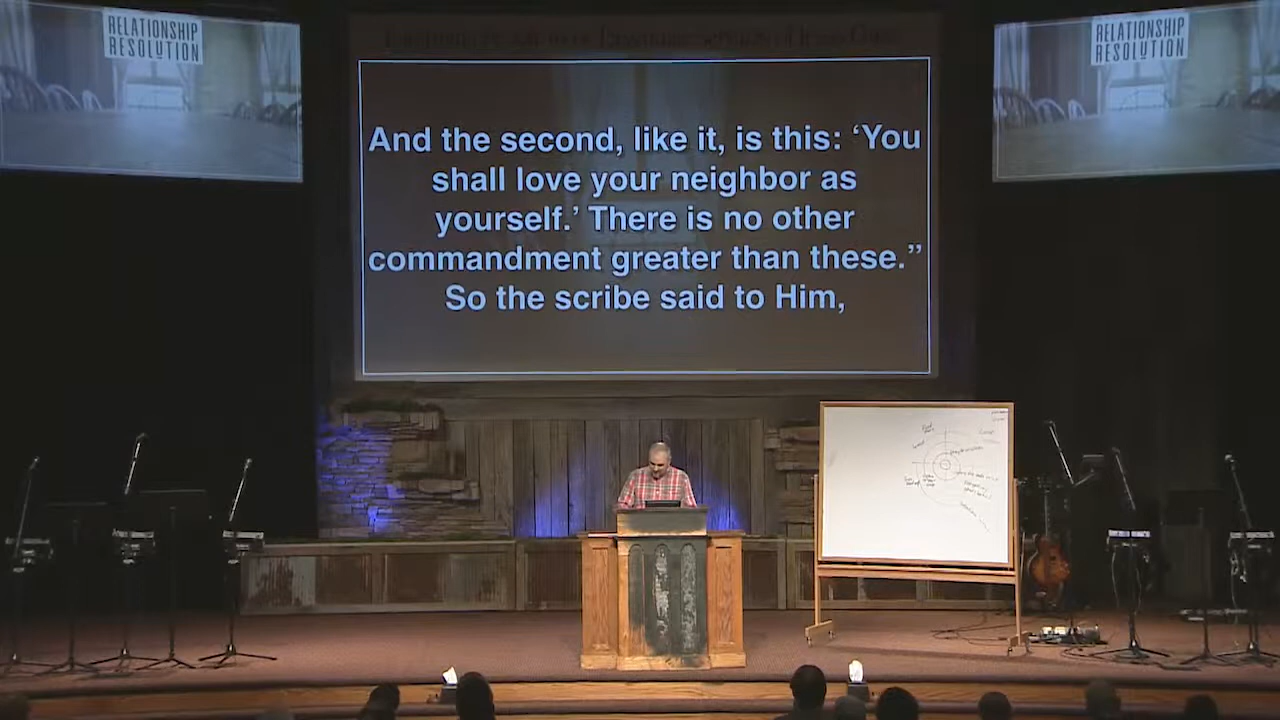 RELATIONSHIP
RESOLUTION
And the second, like it, is this: ‘You
shall love your neighbor as
yourself.’ There is no other
commandment greater than these.”
So the scribe said to Him,
RELATIONSHIP
RESOLUTION